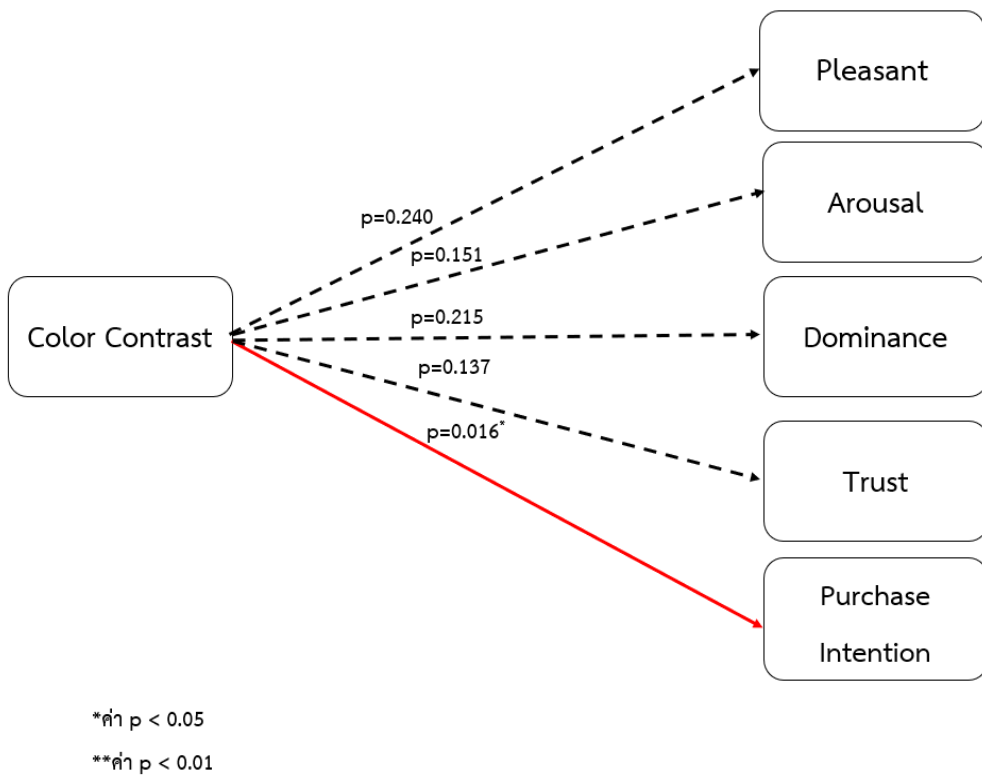 Pleasant
Arousal
p=0.240
p=0.151
Color Contrast
p=0.215
Dominance
p=0.137
p=0.016*
Trust
Purchase
Intention
*ค่า p < 0.05
**ค่า p < 0.01